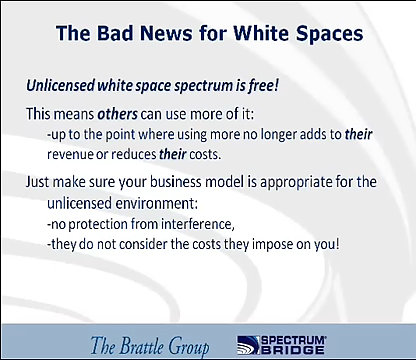 The Bad News for White Spaces
Unlicensed white space spectrum is free!
This means others can use more of it:
-up to the point where using more no longer adds to their
revenue or reduces their costs.
Just make sure your business model is appropriate for the
unlicensed environment:
-no protection from interference,
-they do not consider the costs they impose on you!
The Brattle Group
SPECTRUM
BRIDGE